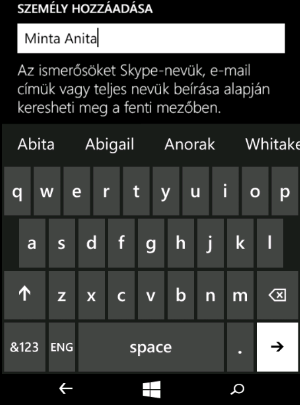 SZEMÉLY HOZZÁADÁSA
Minta Anita
Az ismerősöket Skype-nevük, e-mail
címük vagy teljes nevük beírása alapján
keresheti meg a fenti mezőben.
Abita Abigail Anorak Whitake
q w e r t y u i o p
a s d f g h j k l
z x c v b n m
&123 ENG space .